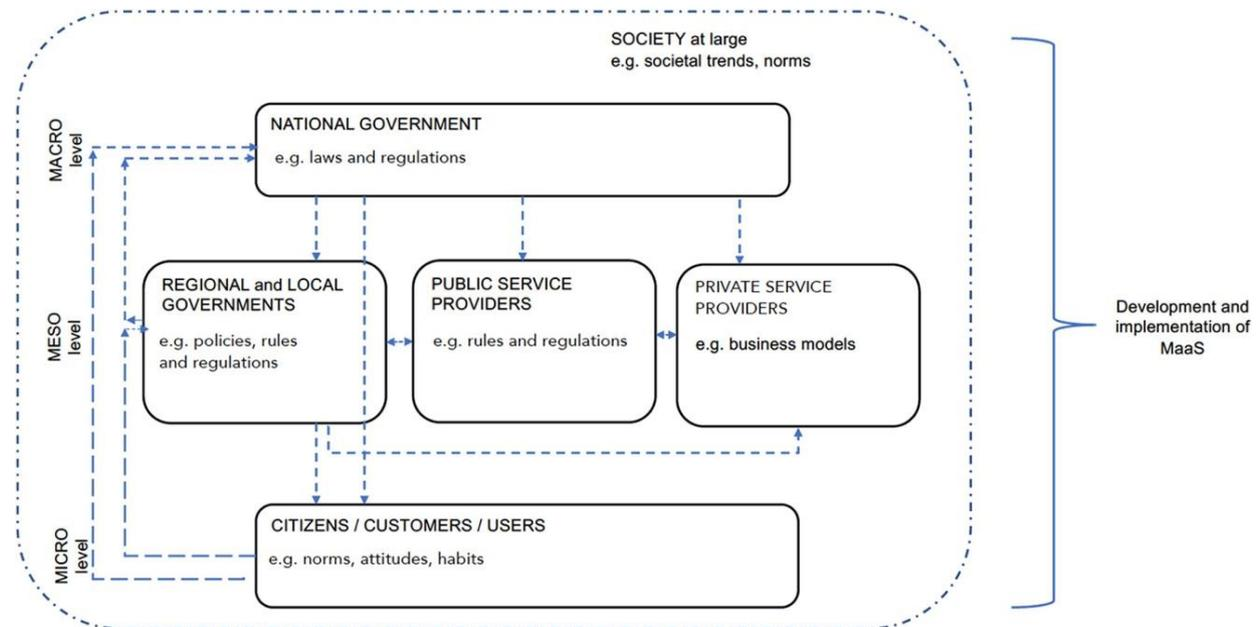 SOCIETY at large
e.g. societal trends, norms
MACRO
level
NATIONAL GOVERNMENT
e.g. laws and regulations
MESO
level
REGIONAL and LOCAL
GOVERNMENTS
e.g. policies, rules
and regulations
PUBLIC SERVICE
PROVIDERS
e.g. rules and regulations
PRIVATE SERVICE
PROVIDERS
e.g. business models
Development and
implementation of
MaaS
MICRO
level
CITIZENS / CUSTOMERS / USERS
e.g. norms, attitudes, habits